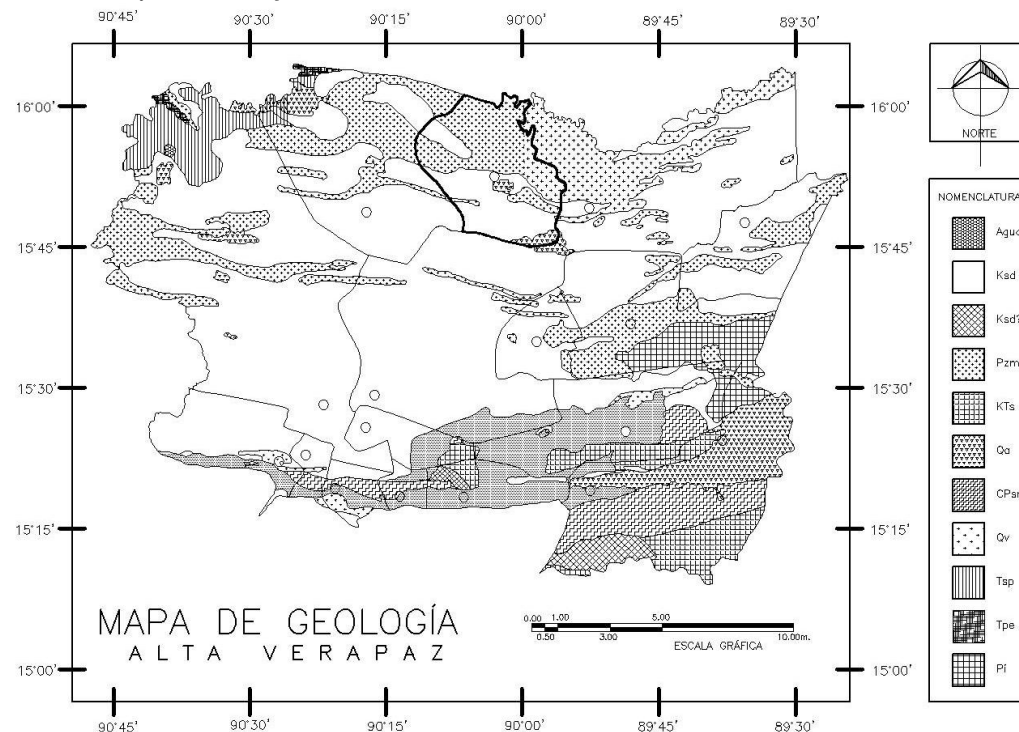 90°45' 90°30' 90°15' 90°00' 89°45' 89°30'
16°00' 16°00'
NORTE
NOMENCLATURA
Agua
Ksd
Ksd?
15°45' 15°45'
Pzm
KTs
15°30' 15°30'
Qa
CPsr
Qv
15°15' 15°15'
Tsp
MAPA DE GEOLOGÍA
ALTA VERAPAZ
0.00 1.00 5.00
0.50 3.00 10.00m.
ESCALA GRÁFICA
Tpe
Pi
15°00' 15°00'
90°45' 90°30' 90°15' 90°00' 89°45' 89°30'